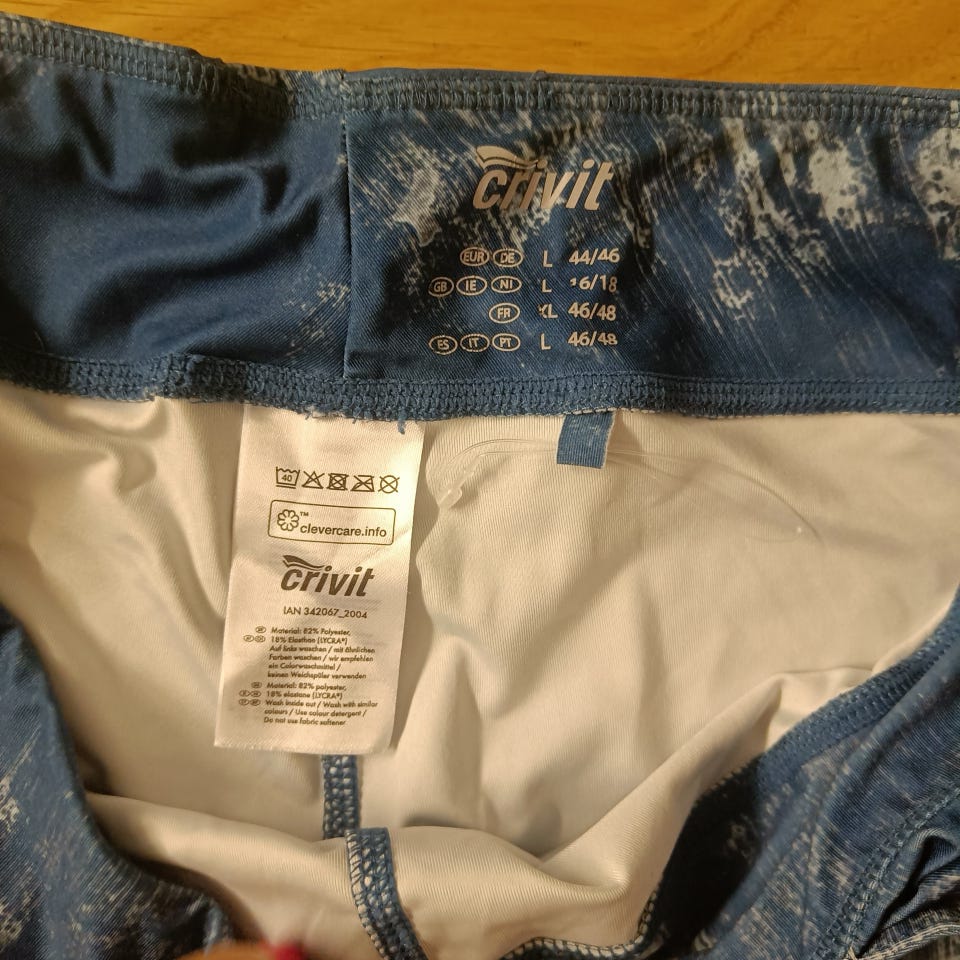 crivit
EUR DE L 44/46
GB IE NI L 16/18
FR XL 46/48
ES IT PT L 46/48
40
™
clevercare.info
crivit
IAN 342067_2004
Material: 82% Polyester,
18% Elasthan (LYCRA®)
Auf links waschen / mit ähnlichen
Farben waschen / wir empfehlen
ein Colorwaschmittel /
keinen Weichspüler verwenden
Material: 82% polyester,
18% elastane (LYCRA®)
Wash inside out / Wash with similar
colours / Use colour detergent /
Do not use fabric softener